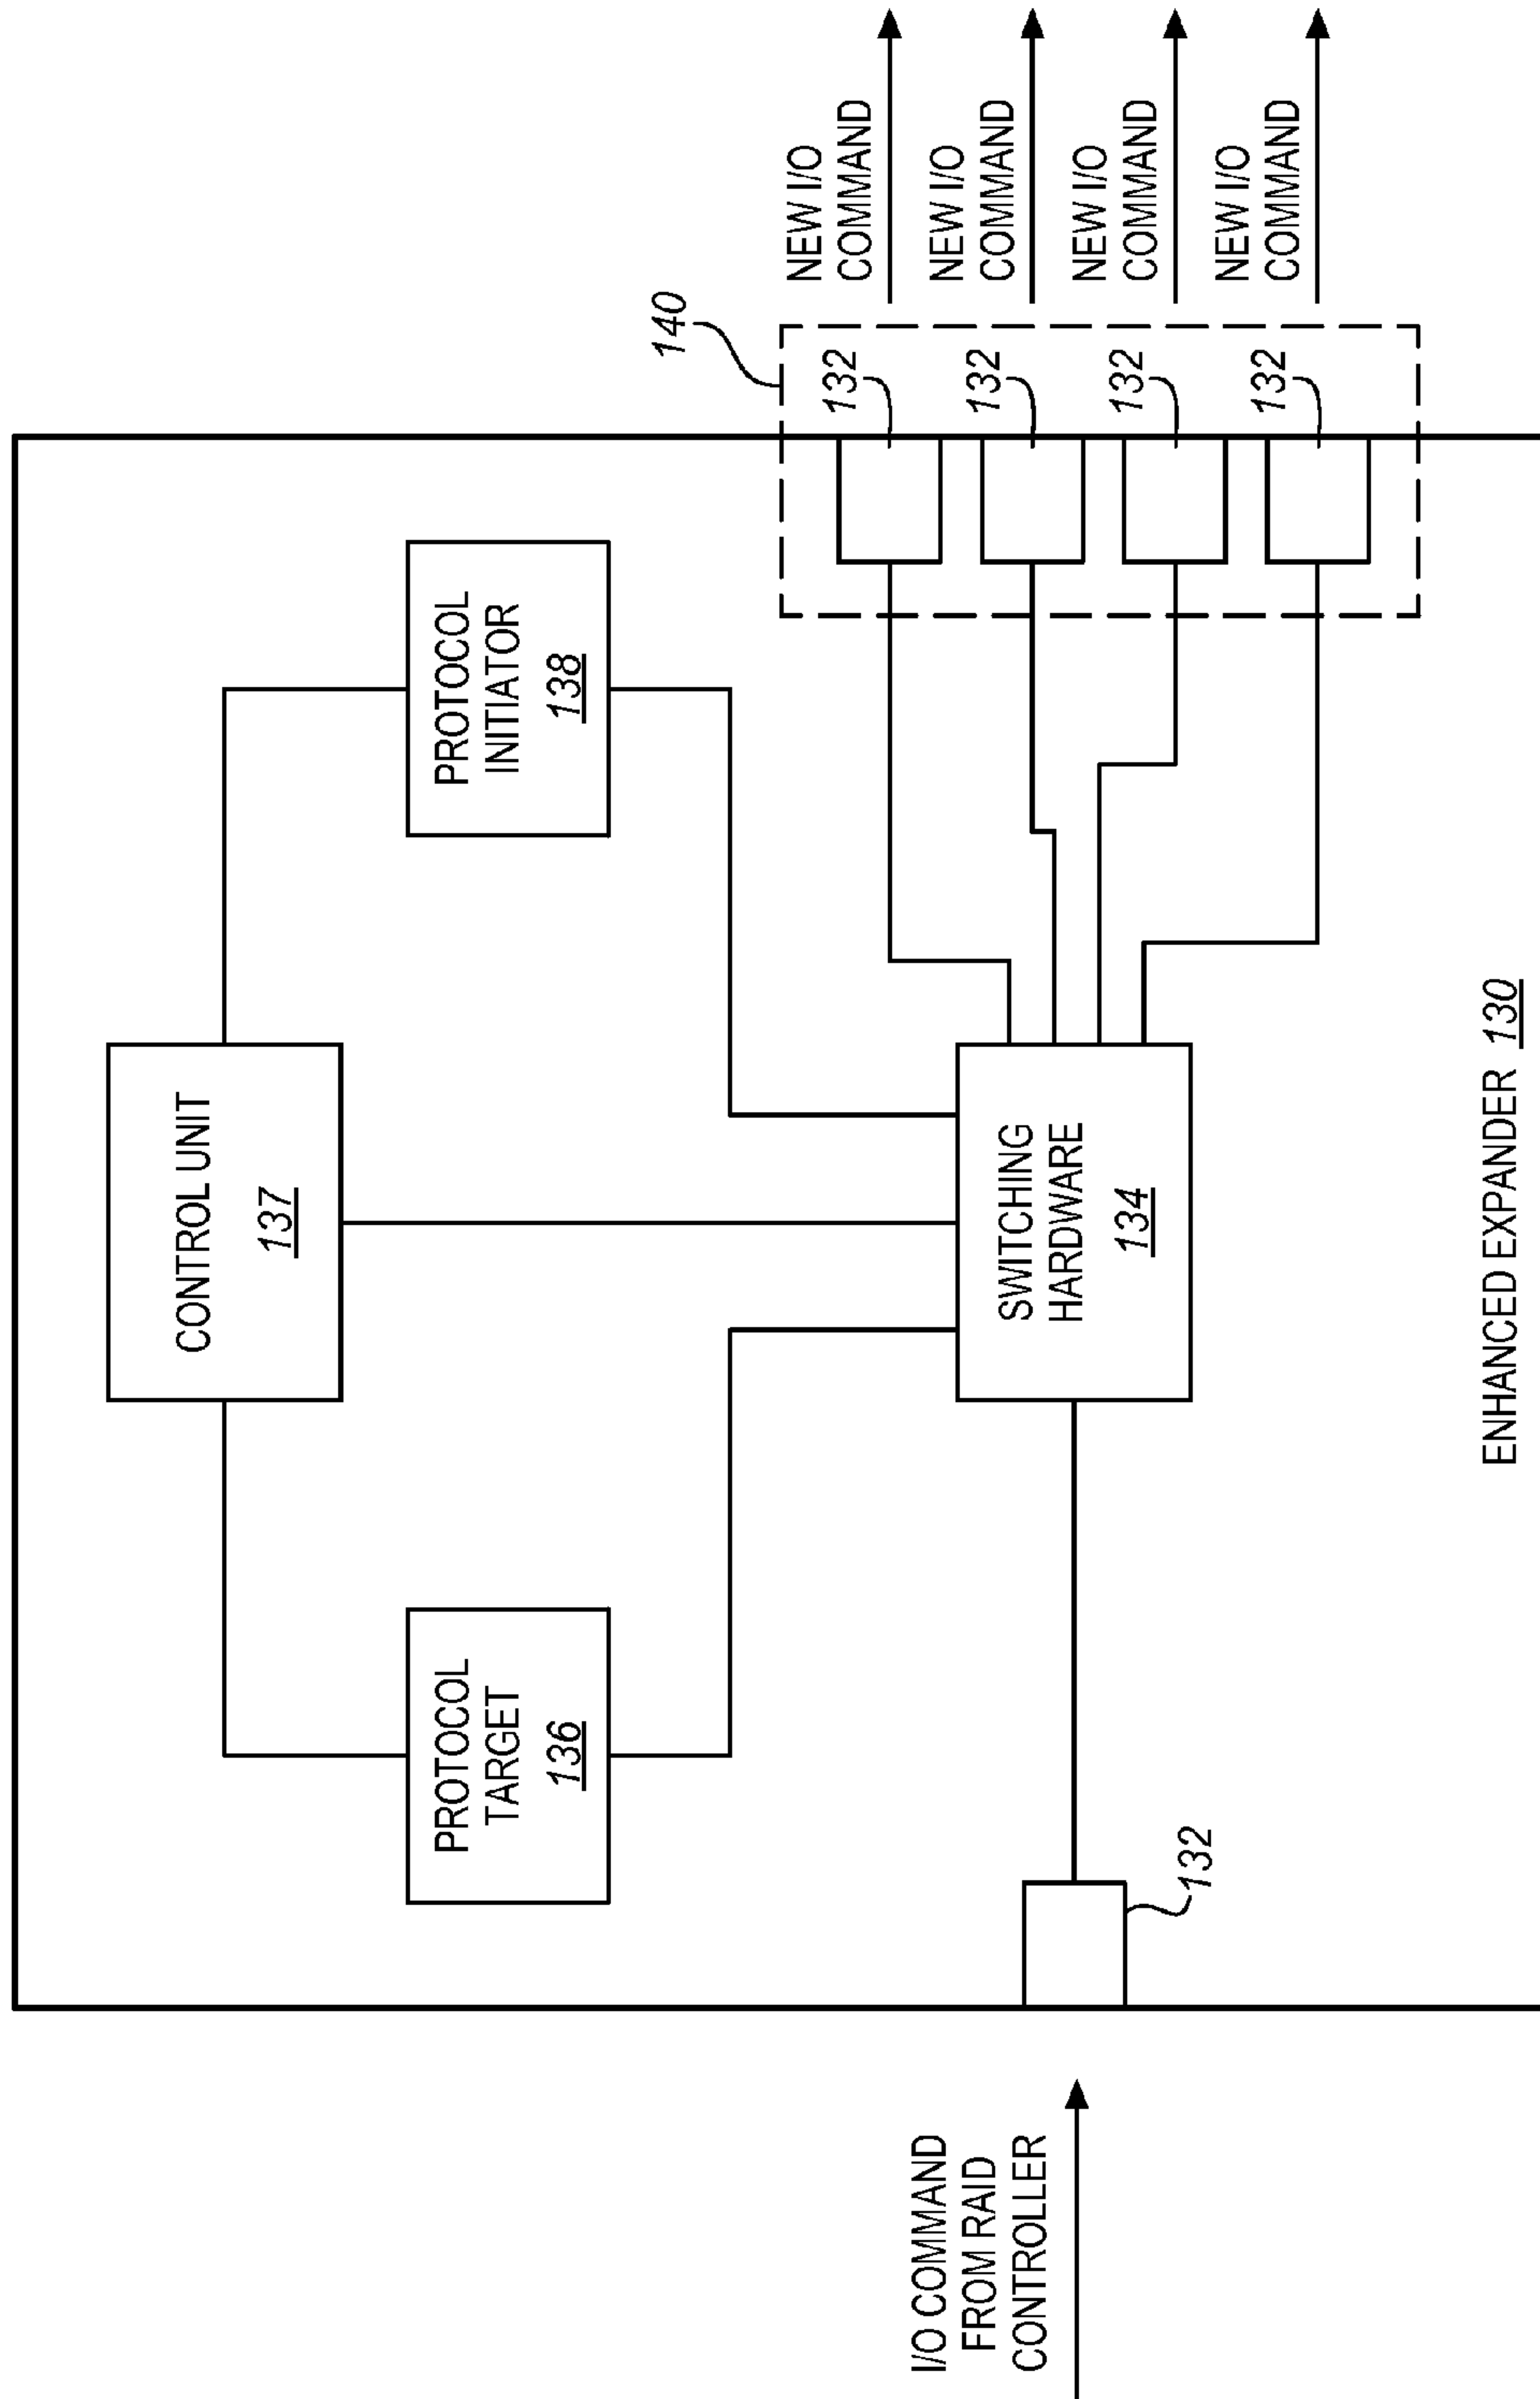 CONTROL UNIT
137
PROTOCOL
TARGET
136
PROTOCOL
INITIATOR
138
140
I/O COMMAND
FROM RAID
CONTROLLER
132
SWITCHING
HARDWARE
134
132
NEW I/O
COMMAND
132
NEW I/O
COMMAND
132
NEW I/O
COMMAND
132
NEW I/O
COMMAND
ENHANCED EXPANDER 130